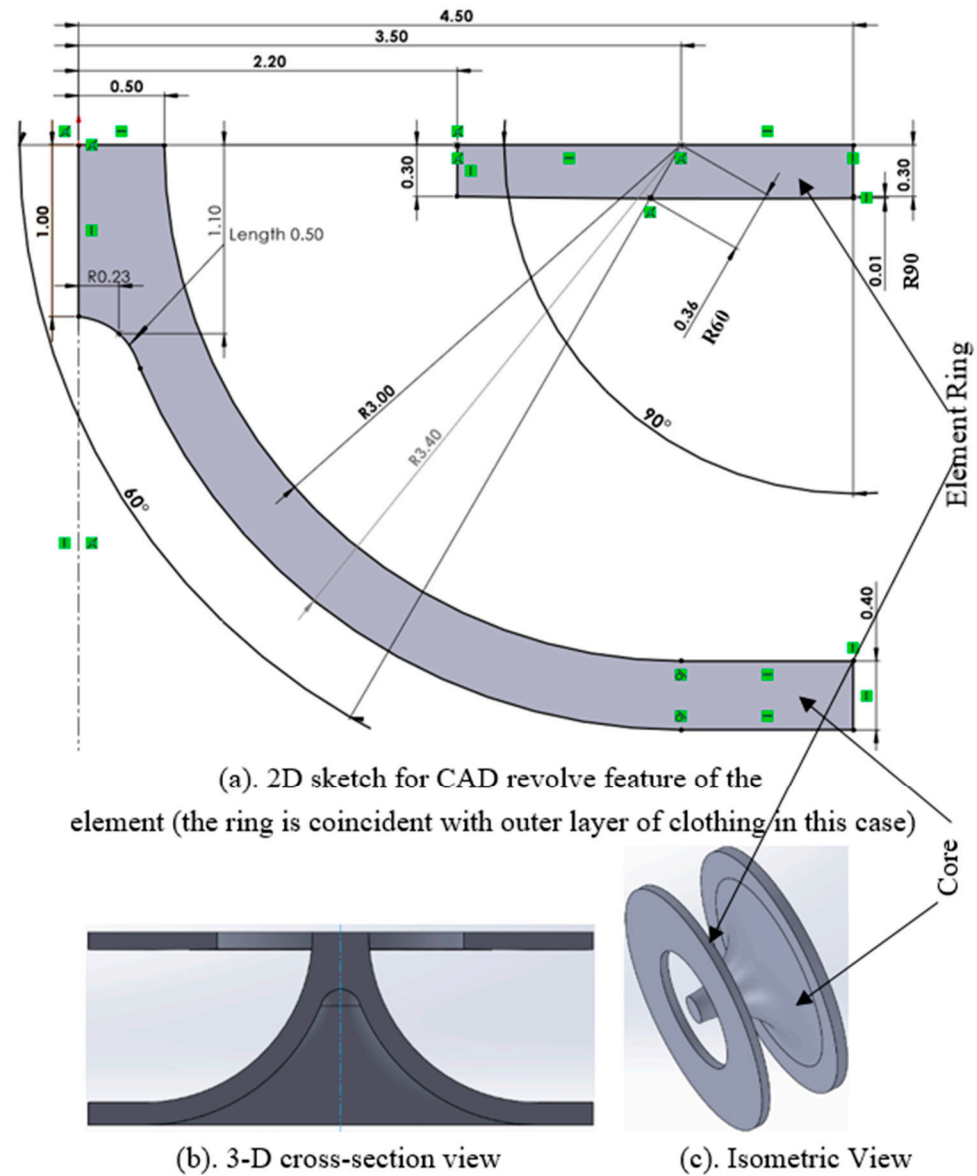 4.50
3.50
2.20
0.50
0.30
0.30
1.00
1.10
Length 0.50
R0.23
0.01
R90
0.36
R60
R3.00
R3.40
90°
60°
0.40
Element Ring
Core
(a). 2D sketch for CAD revolve feature of the
element (the ring is coincident with outer layer of clothing in this case)
(b). 3-D cross-section view
(c). Isometric View